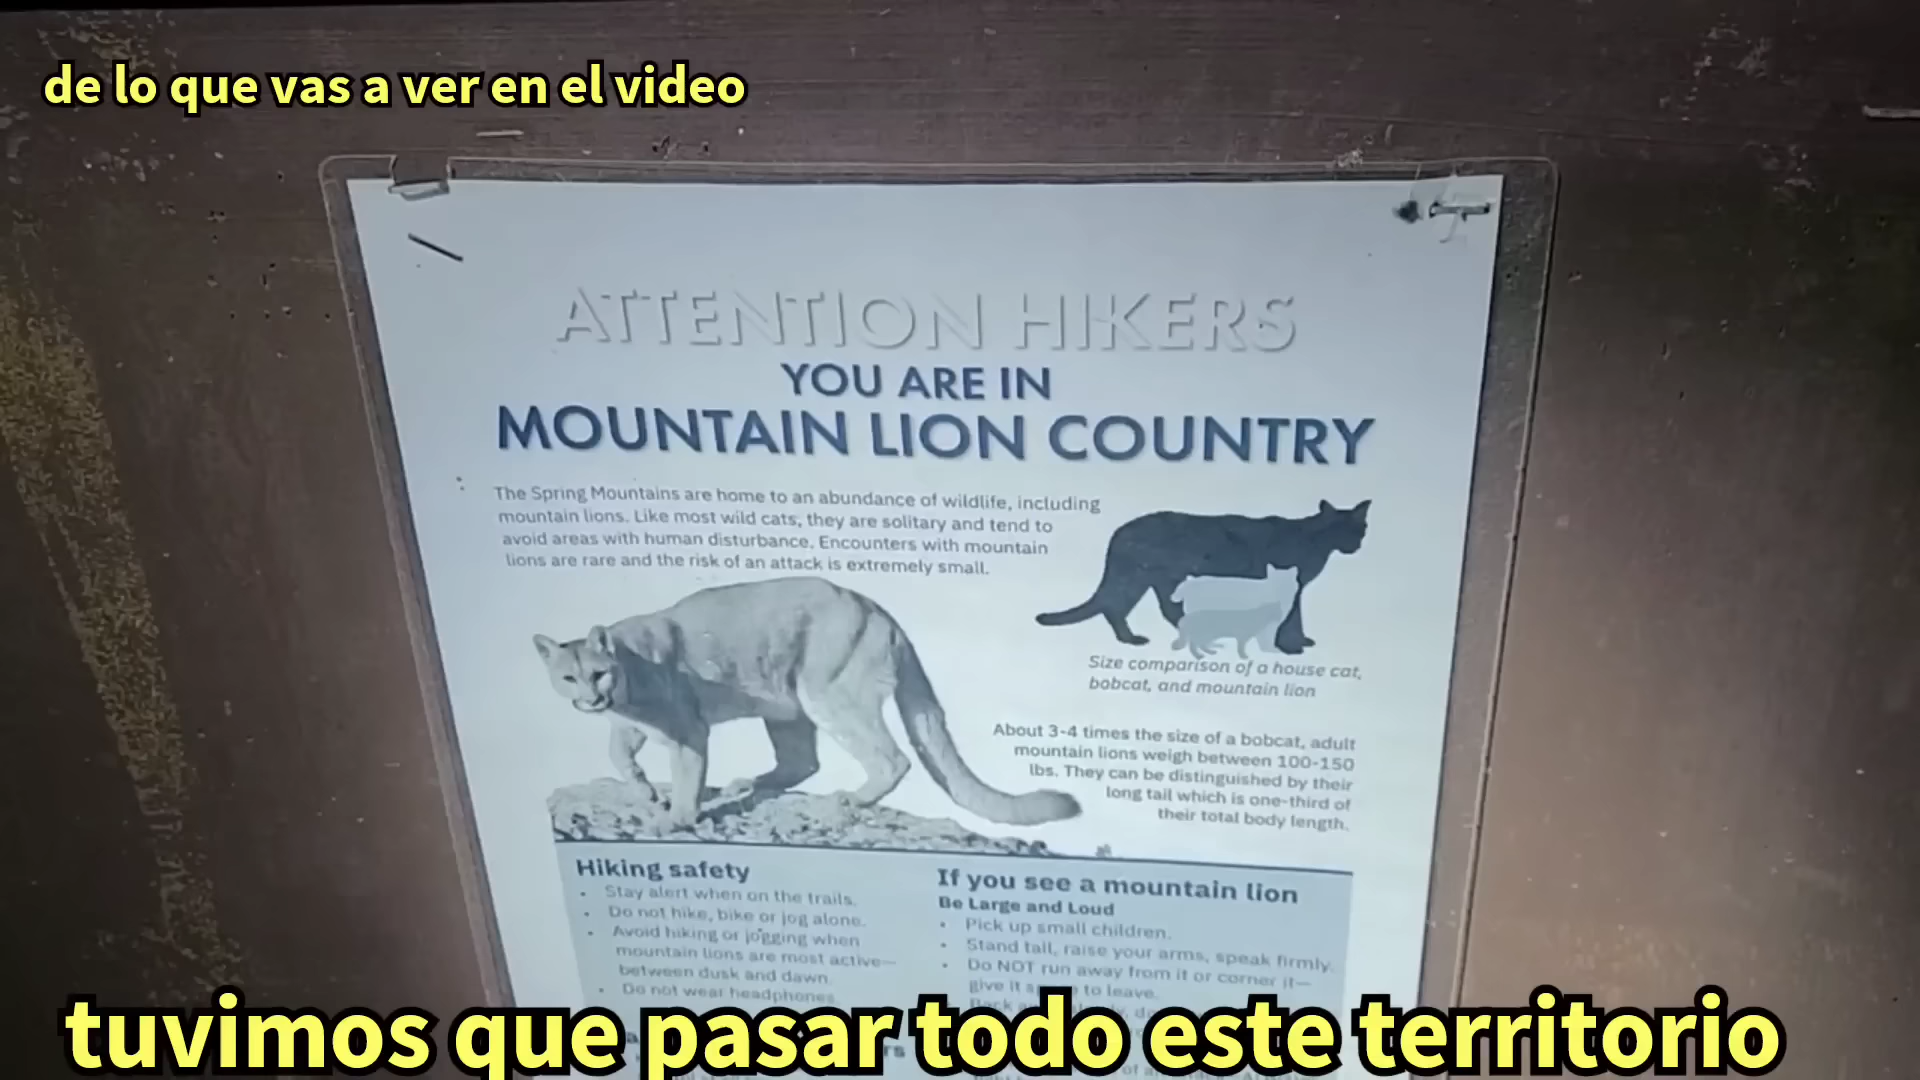 de lo que vas a ver en el video
ATTENTION HIKERS
YOU ARE IN
MOUNTAIN LION COUNTRY
The Spring Mountains are home to an abundance of wildlife, including
mountain lions. Like most wild cats, they are solitary and tend to
avoid areas with human disturbance. Encounters with mountain
lions are rare and the risk of an attack is extremely small.
Size comparison of a house cat,
bobcat, and mountain lion
About 3-4 times the size of a bobcat, adult
mountain lions weigh between 100-150
lbs. They can be distinguished by their
long tail which is one-third of
their total body length.
Hiking safety
• Stay alert when on the trails.
• Do not hike, bike or jog alone.
• Avoid hiking or jogging when
mountain lions are most active—
between dusk and dawn.
• Do not wear headphones
If you see a mountain lion
Be Large and Loud
• Pick up small children.
• Stand tall, raise your arms, speak firmly.
• Do NOT run away from it or corner it—
give it to leave.
tuvimos que pasar todo este territorio